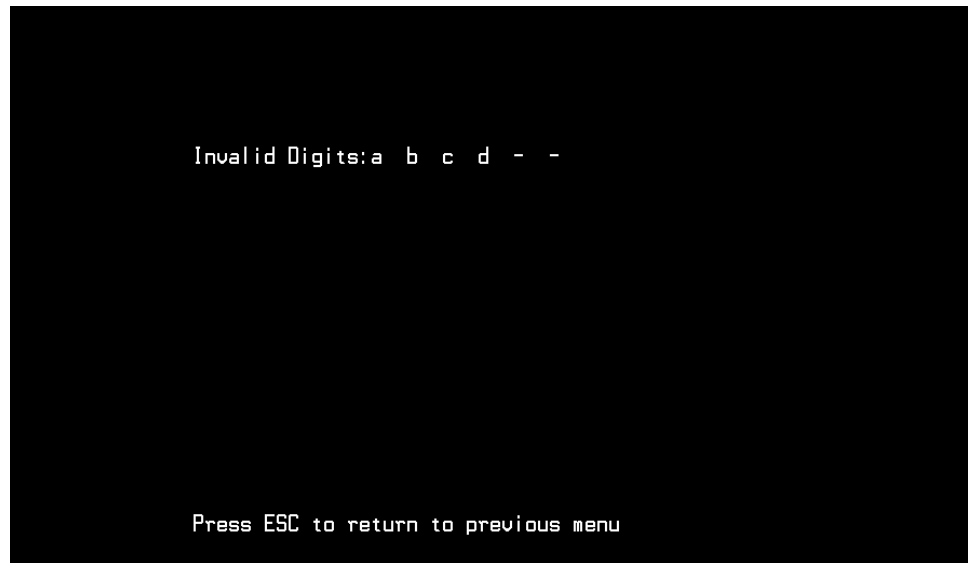 Invalid Digits:a b c d - -
Press ESC to return to previous menu